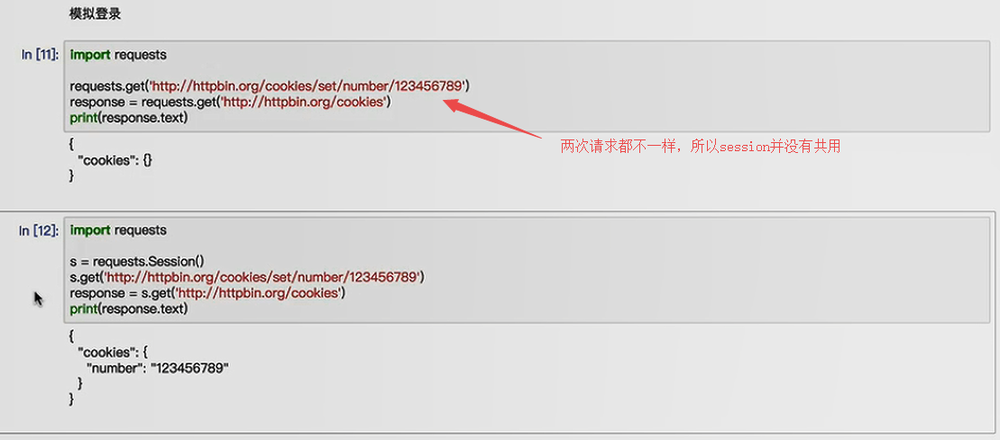 模拟登录
In [11]:
import requests
requests.get('http://httpbin.org/cookies/set/number/123456789')
response = requests.get('http://httpbin.org/cookies')
print(response.text)
两次请求都不一样，所以session并没有共用
{
"cookies": {}
}
In [12]:
import requests
s = requests.Session()
s.get('http://httpbin.org/cookies/set/number/123456789')
response = s.get('http://httpbin.org/cookies')
print(response.text)
{
"cookies": {
"number": "123456789"
}
}